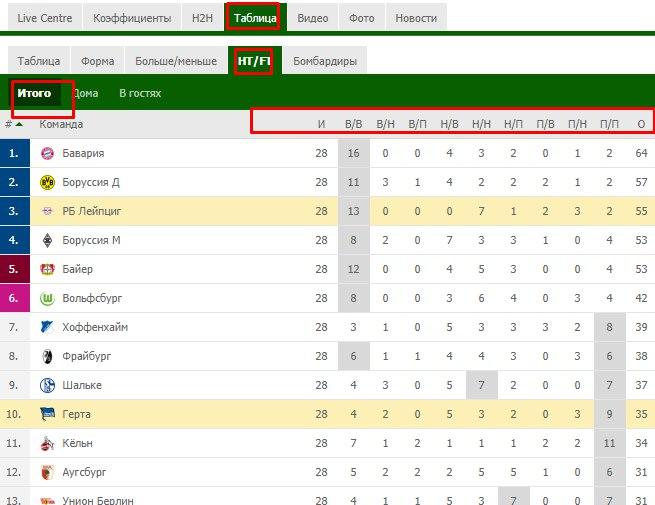 Live Centre Коэффициенты H2H Таблица Видео Фото Новости
Таблица Форма Больше/меньше HT/FT Бомбардиры
Итого Дома В гостях
# Команда И В/В В/Н В/П Н/В Н/Н Н/П П/В П/Н П/П О
1. Бавария 28 16 0 0 4 3 2 0 1 2 64
2. Боруссия Д 28 11 3 1 4 2 2 2 1 2 57
3. РБ Лейпциг 28 13 0 0 0 7 1 2 3 2 55
4. Боруссия М 28 8 2 0 7 3 3 1 0 4 53
5. Байер 28 12 0 0 4 5 3 0 0 4 53
6. Вольфсбург 28 8 0 0 3 6 4 0 3 4 42
7. Хоффенхайм 28 3 1 0 5 3 3 3 2 8 39
8. Фрайбург 28 6 1 1 4 4 3 0 3 6 38
9. Шальке 28 4 3 0 5 7 2 0 0 7 37
10. Герта 28 4 2 0 5 3 2 0 3 9 35
11. Кёльн 28 7 1 2 1 1 1 2 2 11 34
12. Аугсбург 28 5 2 2 2 5 5 1 0 6 31
13. Унион Берлин 28 4 1 1 5 3 7 0 0 7 31